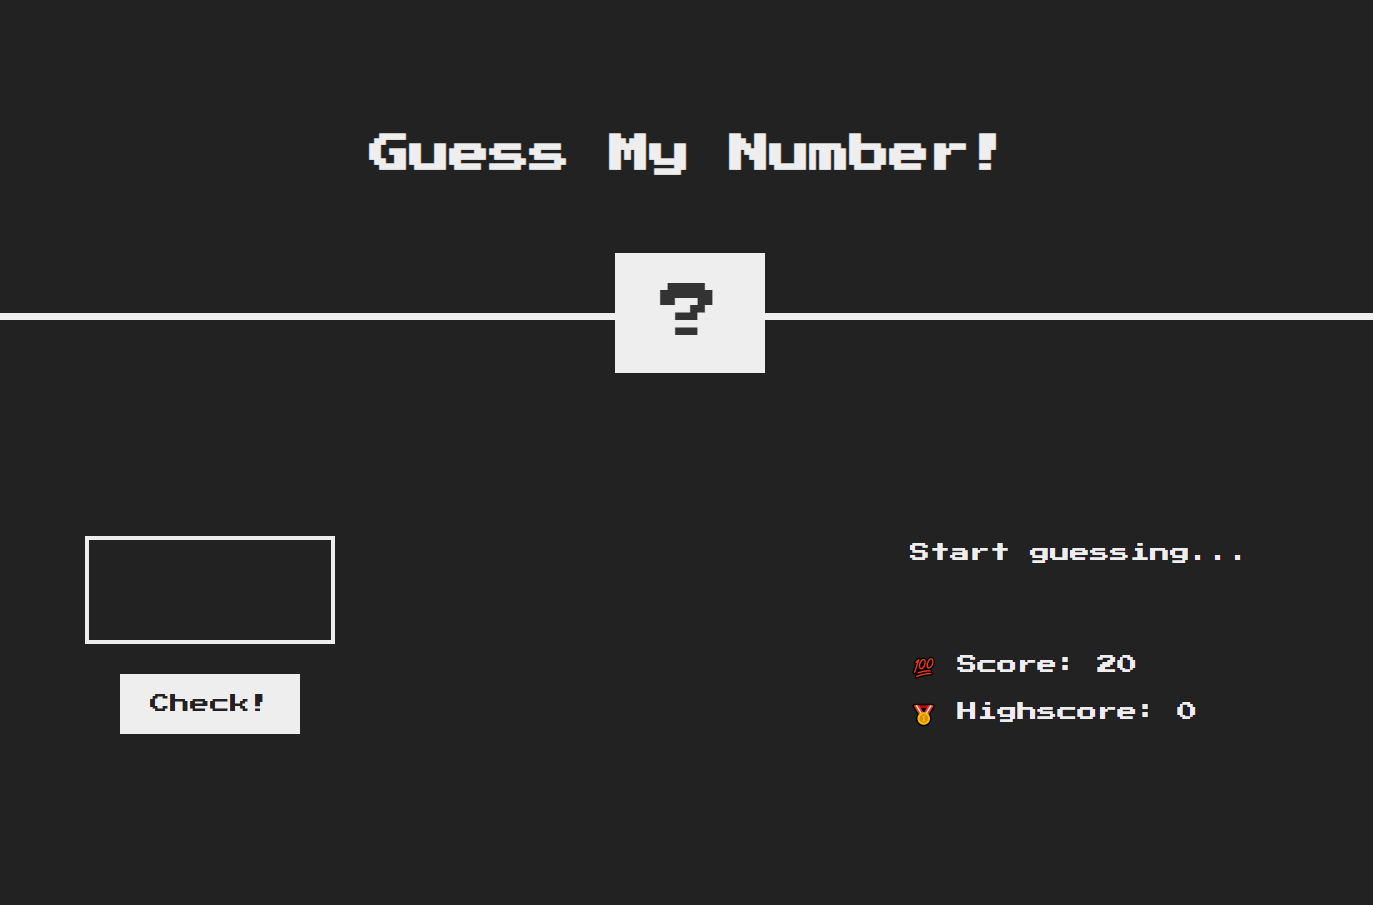 Guess My Number!
?
Check!
Start guessing...
💯 Score: 20
🥇 Highscore: 0